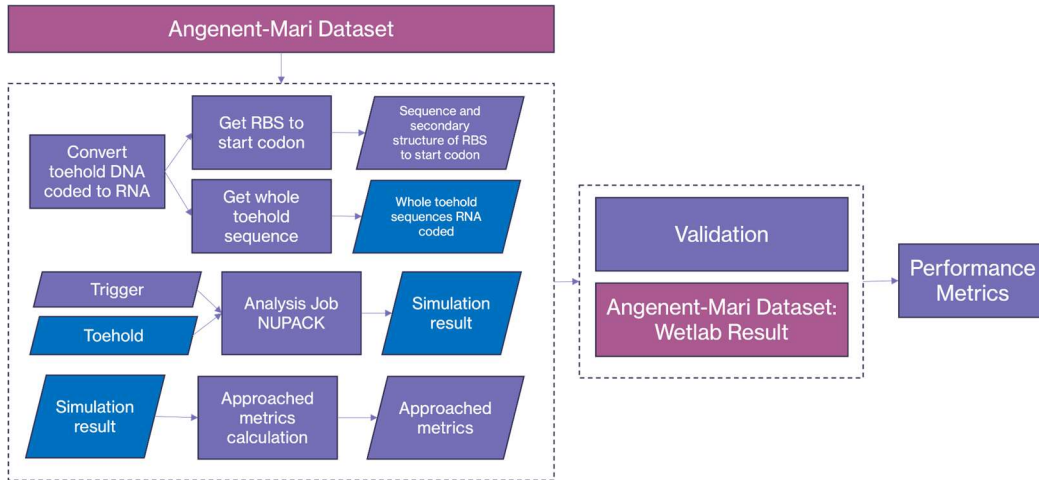 Angenent-Mari Dataset
Convert
toehold DNA
coded to RNA
Get RBS to
start codon
Sequence and
secondary
structure of RBS
to start codon
Get whole
toehold
sequence
Whole toehold
sequences RNA
coded
Trigger
Toehold
Analysis Job
NUPACK
Simulation
result
Simulation
result
Approached
metrics
calculation
Approached
metrics
Validation
Angenent-Mari Dataset:
Wetlab Result
Performance
Metrics